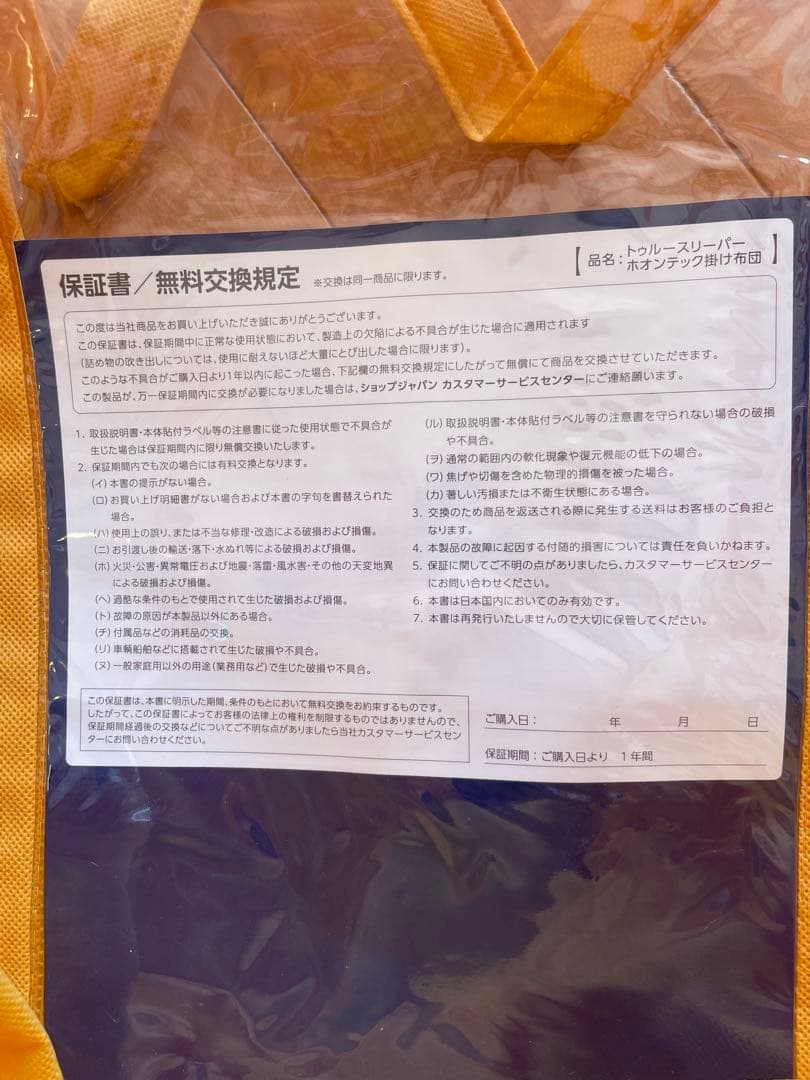 保証書／無料交換規定 ※交換は同一商品に限ります。
【品名：トゥルースリーパー
ホオンテック掛け布団】
この度は当社商品をお買い上げいただき誠にありがとうございます。
この保証書は、保証期間中に正常な使用状態において、製造上の欠陥による不具合が生じた場合に適用されます
(詰め物の吹き出しについては、使用に耐えないほど大量にとび出した場合に限ります)。
このような不具合がご購入日より1年以内に起こった場合、下記欄の無料交換規定にしたがって無償にて商品を交換させていただきます。
この製品が、万一保証期間内に交換が必要になりました場合は、ショップジャパン カスタマーサービスセンターにご連絡願います。
1. 取扱説明書・本体貼付ラベル等の注意書に従った使用状態で不具合が
生じた場合は保証期間内に限り無償交換いたします。
2. 保証期間内でも次の場合には有料交換となります。
(イ) 本書の提示がない場合。
(ロ) お買い上げ明細書がない場合および本書の字句を書替えられた
場合。
(ハ) 使用上の誤り、または不当な修理・改造による破損および損傷。
(ニ) お引渡し後の輸送・落下・水ぬれ等による破損および損傷。
(ホ) 火災・公害・異常電圧および地震・落雷・風水害・その他の天変地異
による破損および損傷。
(ヘ) 過酷な条件のもとで使用されて生じた破損および損傷。
(ト) 故障の原因が本製品以外にある場合。
(チ) 付属品などの消耗品の交換。
(リ) 車輌船舶などに搭載されて生じた破損や不具合。
(ヌ) 一般家庭用以外の用途(業務用など)で生じた破損や不具合。
(ル) 取扱説明書・本体貼付ラベル等の注意書を守られない場合の破損
や不具合。
(ヲ) 通常の範囲内の軟化現象や復元機能の低下の場合。
(ワ) 焦げや切傷を含めた物理的損傷を被った場合。
(カ) 著しい汚損または不衛生状態にある場合。
3. 交換のため商品を返送される際に発生する送料はお客様のご負担と
なります。
4. 本製品の故障に起因する付随的損害については責任を負いかねます。
5. 保証に関してご不明の点がありましたら、カスタマーサービスセンター
にお問い合わせください。
6. 本書は日本国内においてのみ有効です。
7. 本書は再発行いたしませんので大切に保管してください。
この保証書は、本書に明示した期間、条件のもとにおいて無料交換をお約束するものです。
したがって、この保証書によってお客様の法律上の権利を制限するものではありませんので、
保証期間経過後の交換などについてご不明な点がありましたら当社カスタマーサービスセン
ターにお問い合わせください。
ご購入日： 年 月 日
保証期間：ご購入日より 1年間